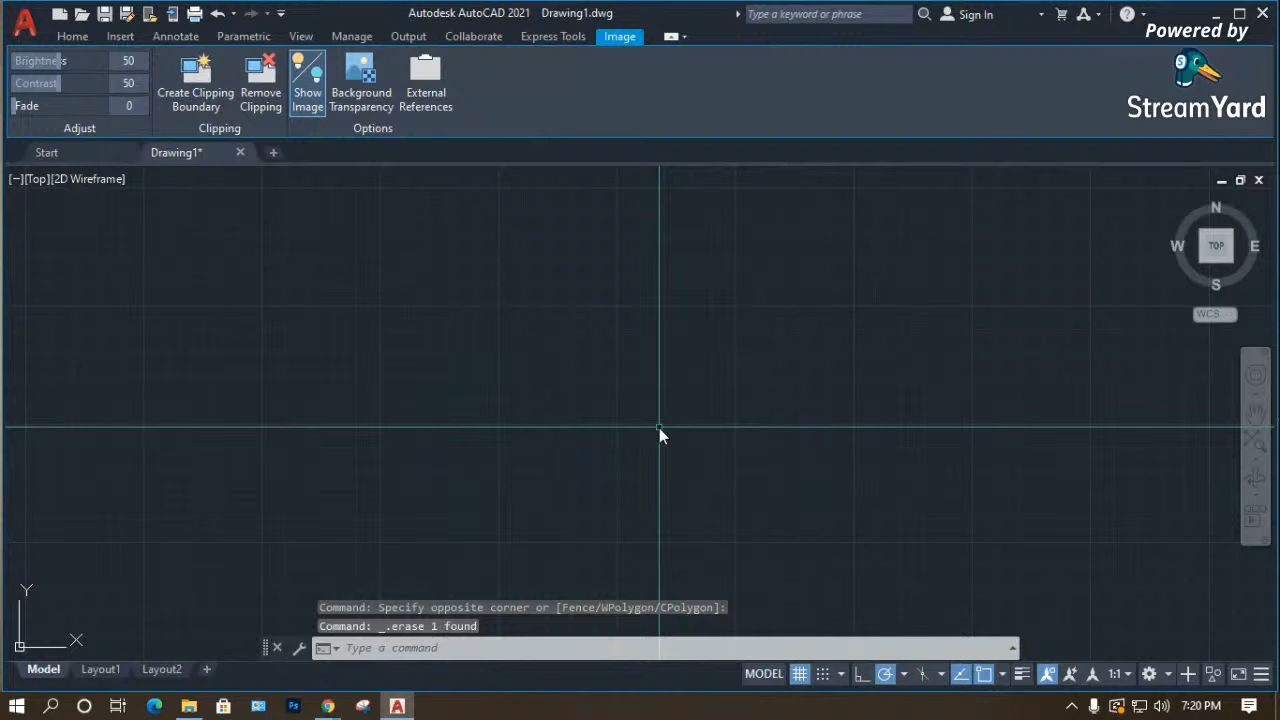 Autodesk AutoCAD 2021 Drawing1.dwg
Type a keyword or phrase
Sign In
Home Insert Annotate Parametric View Manage Output Collaborate Express Tools Image
Powered by
StreamYard
Brightness 50
Contrast 50
Fade 0
Create Clipping Boundary
Remove Clipping
Show Image
Background Transparency
External References
Adjust Clipping Options
Start Drawing1*
[−][Top][2D Wireframe]
N
W TOP E
S
WCS
Y
X
Command: Specify opposite corner or [Fence/WPolygon/CPolygon]:
Command: _.erase 1 found
Type a command
Model Layout1 Layout2
MODEL 1:1
7:20 PM